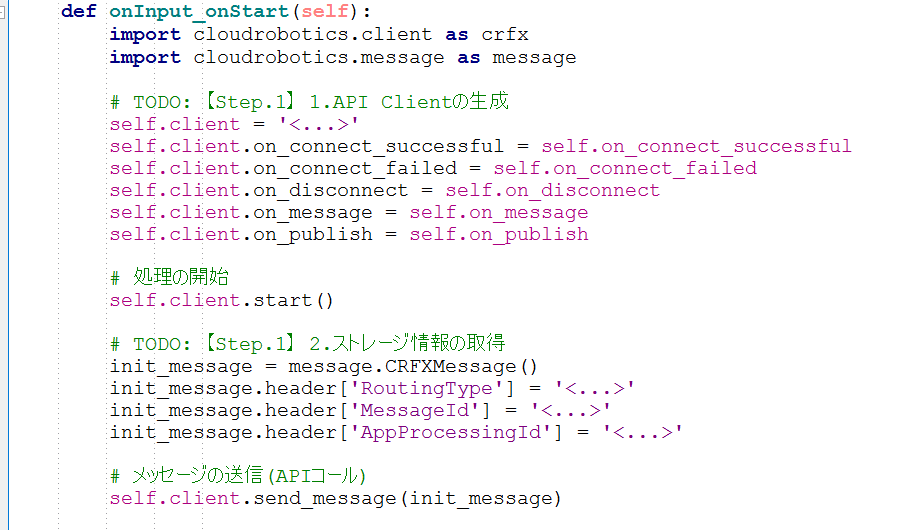 def onInput_onStart(self):
import cloudrobotics.client as crfx
import cloudrobotics.message as message
# TODO:【Step.1】1.API Clientの生成
self.client = '<...>'
self.client.on_connect_successful = self.on_connect_successful
self.client.on_connect_failed = self.on_connect_failed
self.client.on_disconnect = self.on_disconnect
self.client.on_message = self.on_message
self.client.on_publish = self.on_publish
# 処理の開始
self.client.start()
# TODO:【Step.1】2.ストレージ情報の取得
init_message = message.CRFXMessage()
init_message.header['RoutingType'] = '<...>'
init_message.header['MessageId'] = '<...>'
init_message.header['AppProcessingId'] = '<...>'
# メッセージの送信(APIコール)
self.client.send_message(init_message)